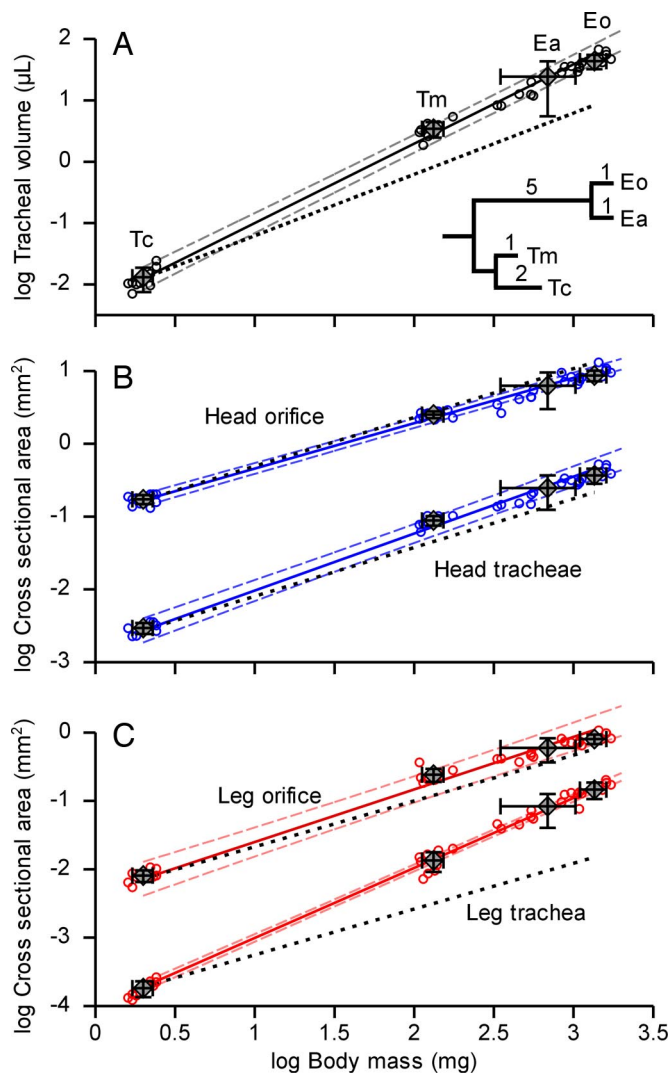 A
Eo
Ea
Tm
Tc
log Tracheal volume (µL)
2
1
0
-1
-2
1
Eo
5
1
Ea
1
Tm
2
Tc
B
Head orifice
Head tracheae
log Cross sectional area (mm²)
1
0
-1
-2
-3
C
Leg orifice
Leg trachea
log Cross sectional area (mm²)
0
-1
-2
-3
-4
0 0.5 1 1.5 2 2.5 3 3.5
log Body mass (mg)